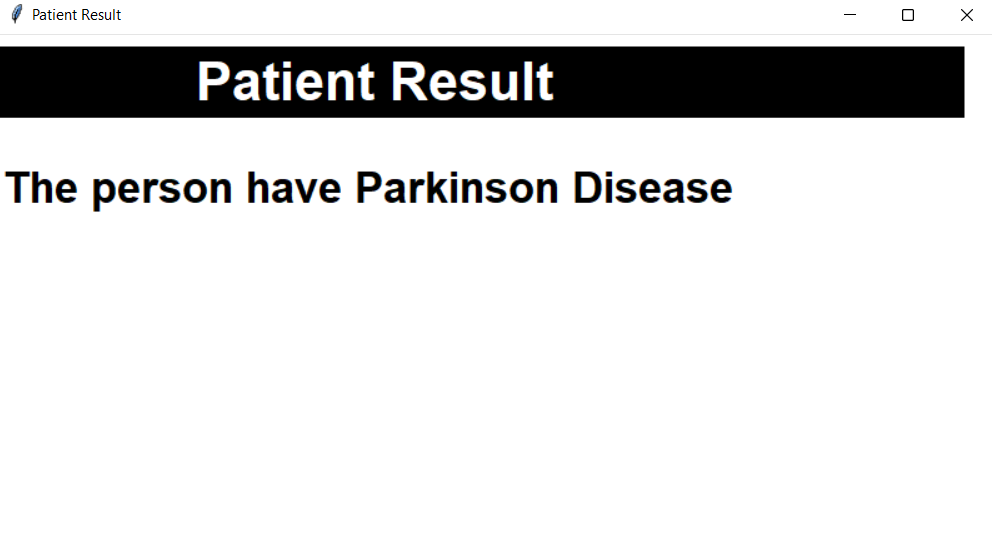 Patient Result
Patient Result
The person have Parkinson Disease